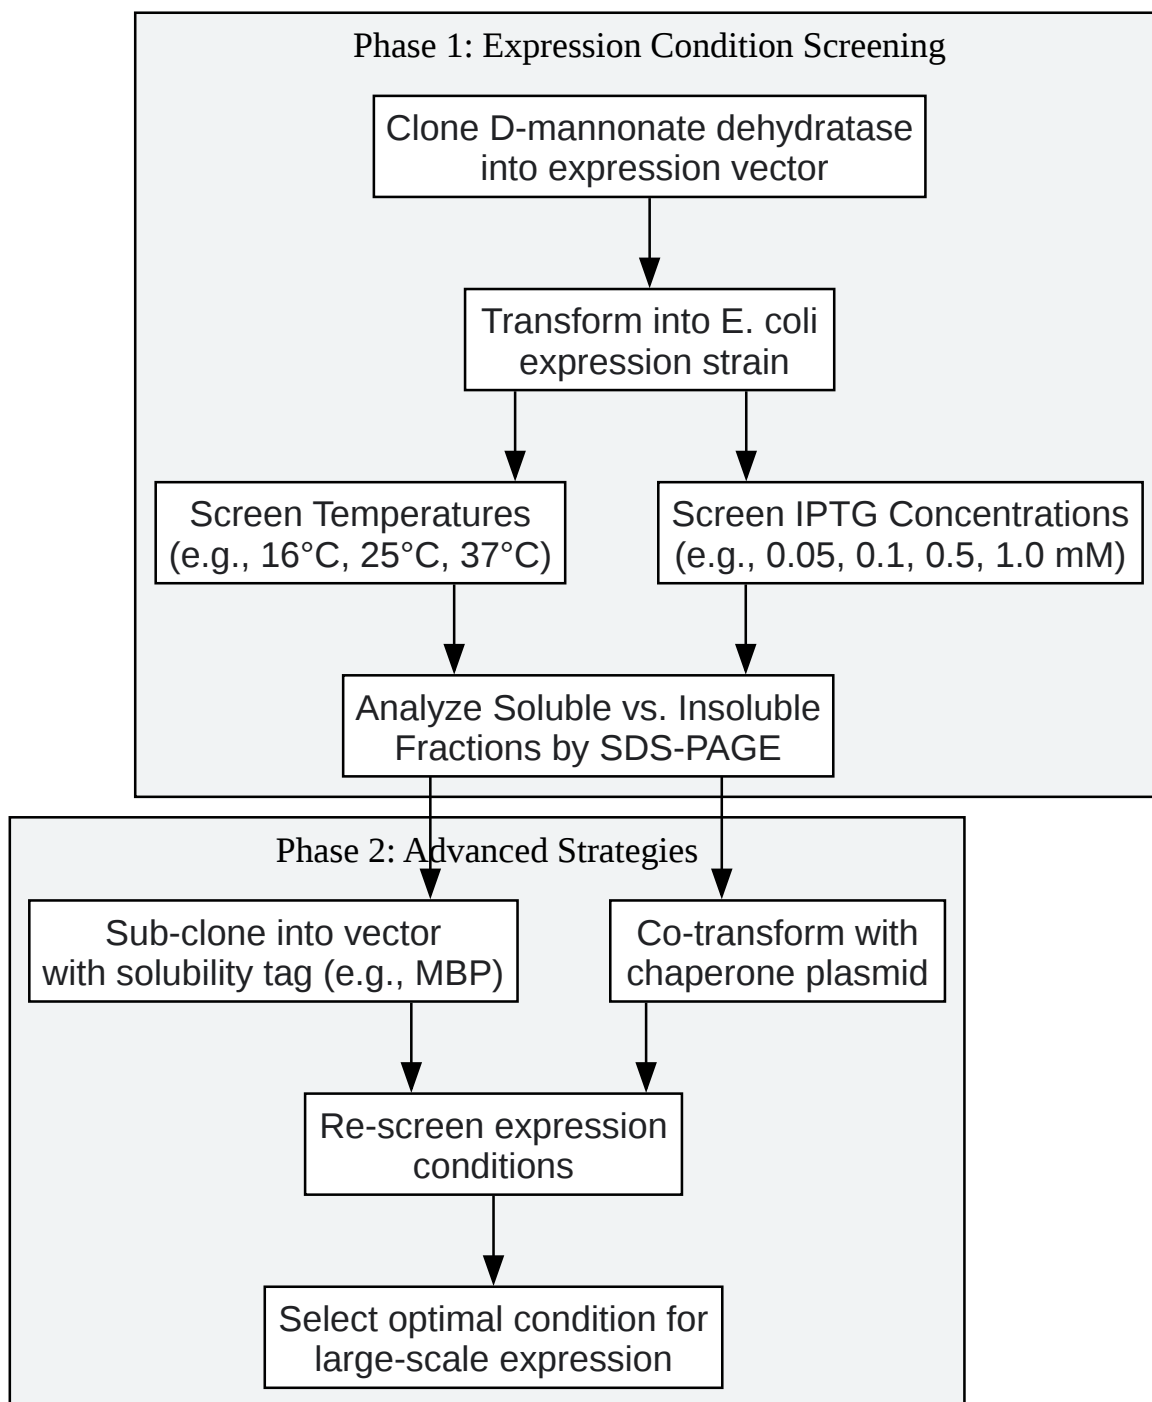 Phase 1: Expression Condition Screening
Clone D-mannonate dehydratase
into expression vector
Transform into E. coli
expression strain
Screen Temperatures
(e.g., 16°C, 25°C, 37°C)
Screen IPTG Concentrations
(e.g., 0.05, 0.1, 0.5, 1.0 mM)
Analyze Soluble vs. Insoluble
Fractions by SDS-PAGE
Phase 2: Advanced Strategies
Sub-clone into vector
with solubility tag (e.g., MBP)
Co-transform with
chaperone plasmid
Re-screen expression
conditions
Select optimal condition for
large-scale expression